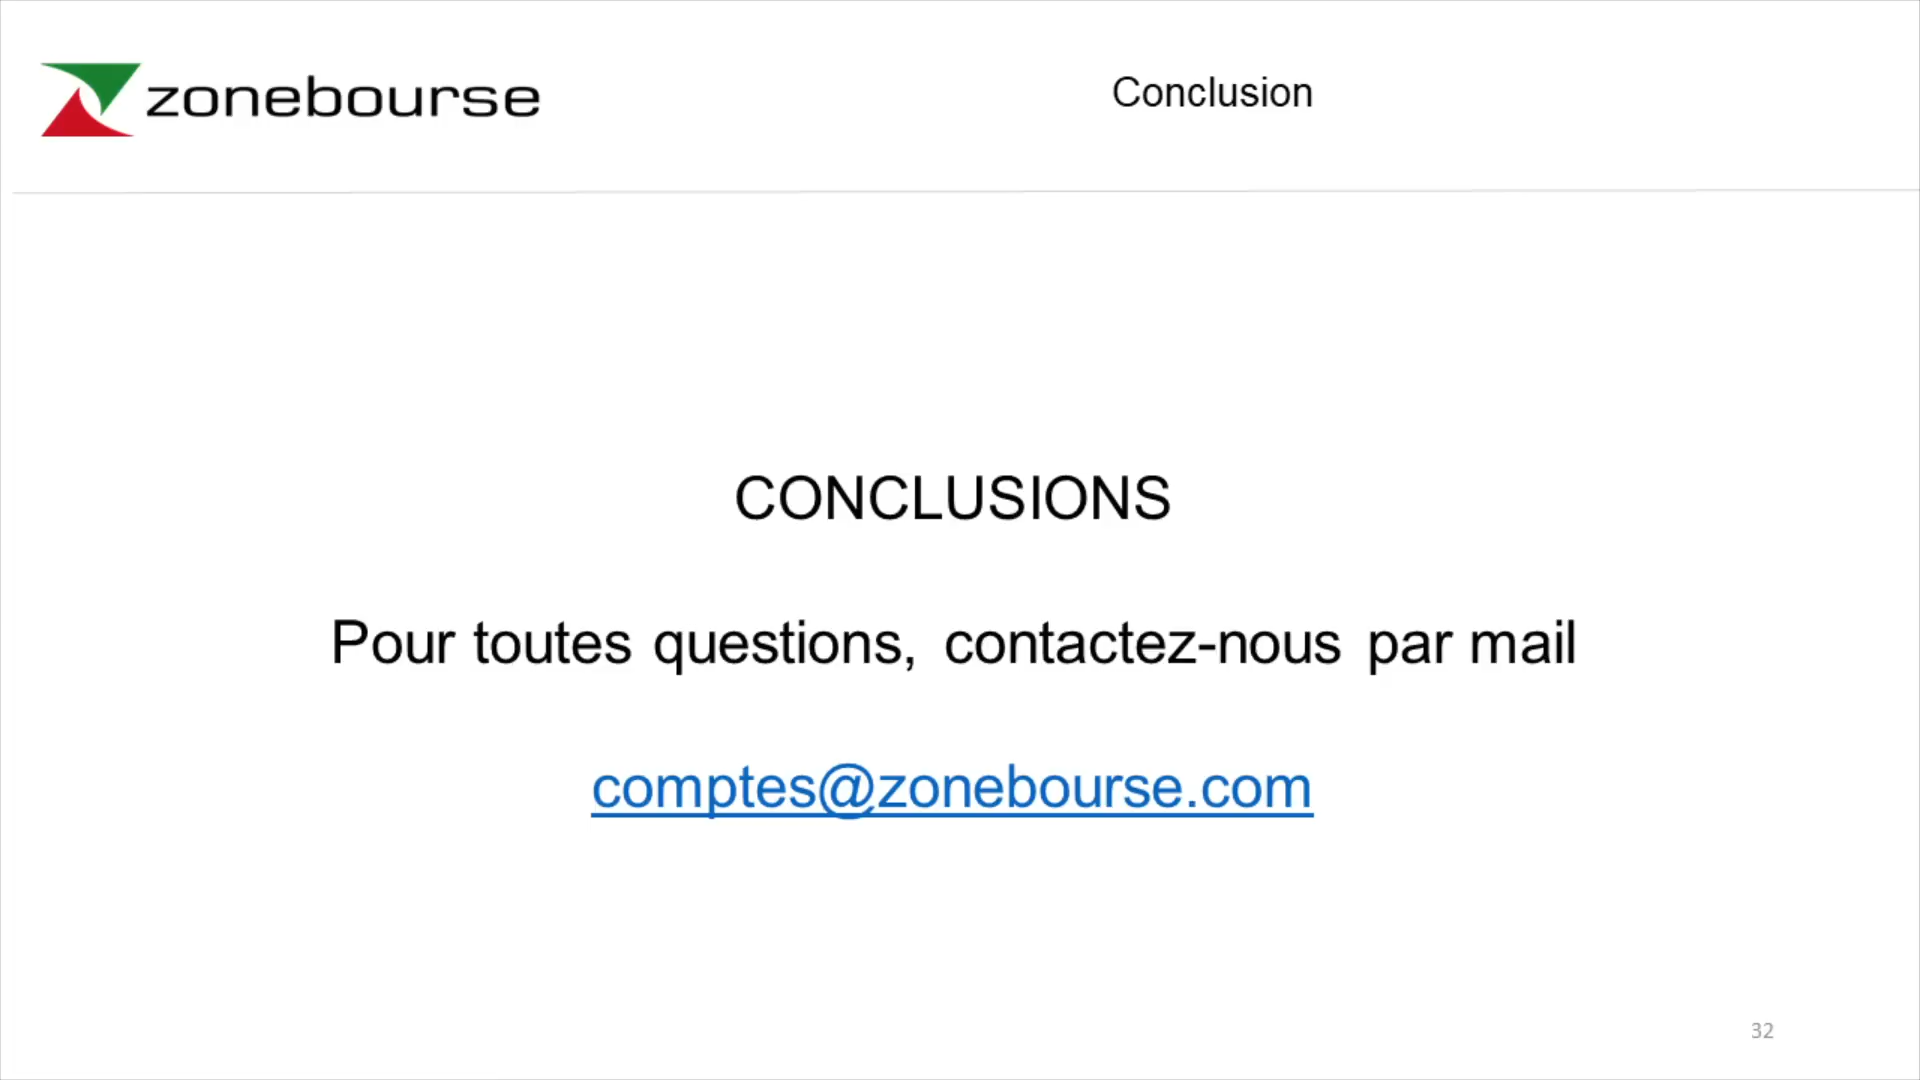 zonebourse
Conclusion
CONCLUSIONS
Pour toutes questions, contactez-nous par mail
comptes@zonebourse.com
32